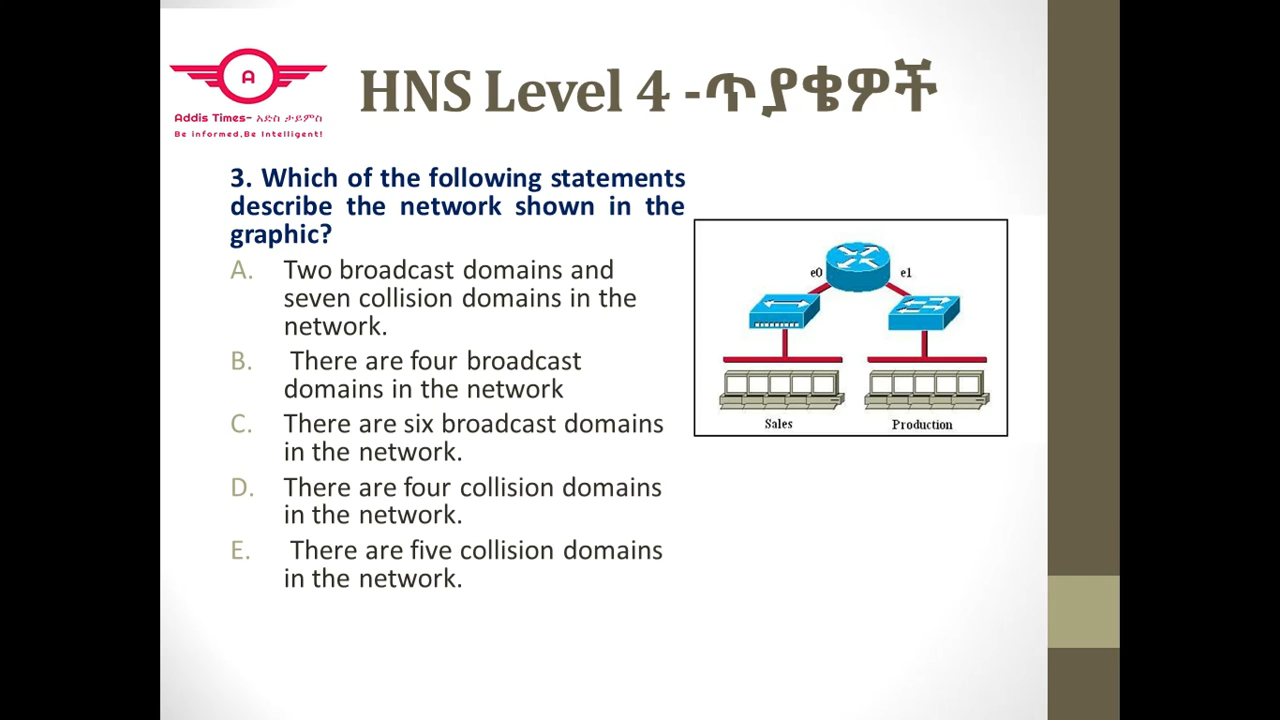 HNS Level 4 -ጥያቄዎች
A
Addis Times- አድስ ታይምስ
Be informed,Be Intelligent!
3. Which of the following statements
describe the network shown in the
graphic?
A. Two broadcast domains and
seven collision domains in the
network.
B. There are four broadcast
domains in the network
C. There are six broadcast domains
in the network.
D. There are four collision domains
in the network.
E. There are five collision domains
in the network.
e0 e1
Sales Production